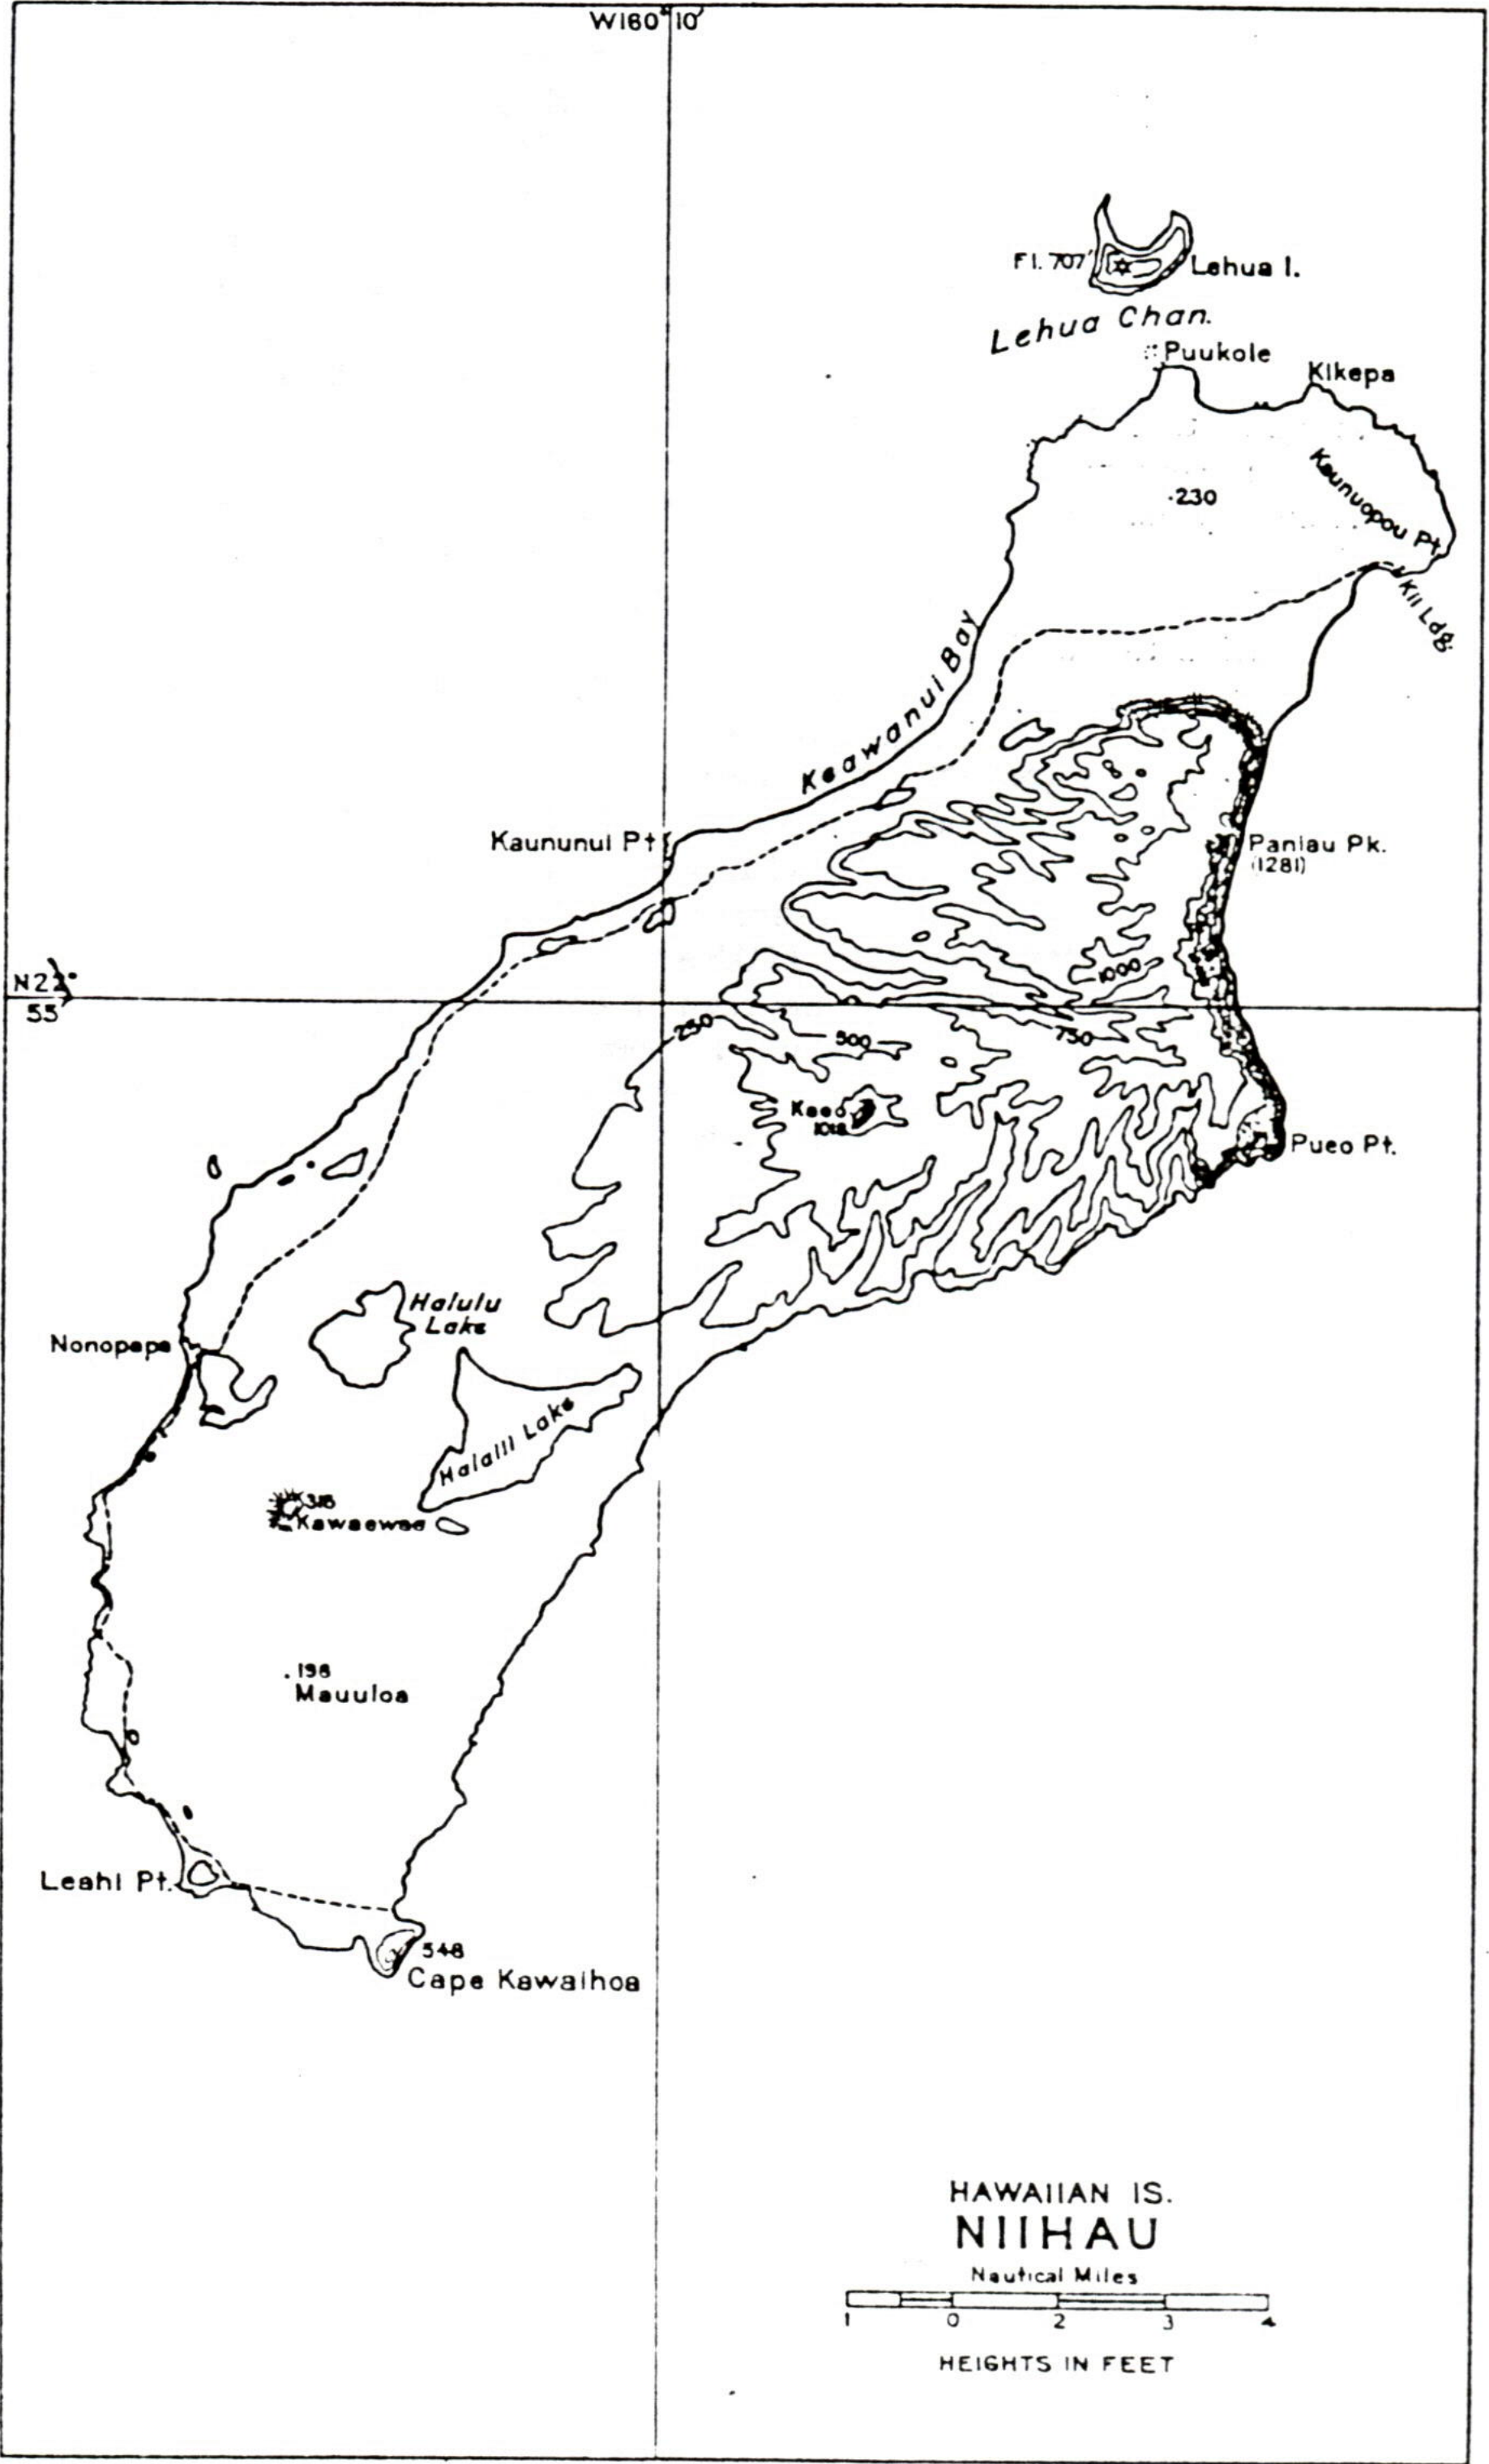 W160° 10'
Fl. 707'
Lehua I.
Lehua Chan.
Puukole
Kikepa
Kaunuopou Pt.
.230
Kii Ldg.
Keawanui Bay
Kaununui Pt.
Paniau Pk.
(1281)
1000
N22°
55
250
500
750
Kaeo
1018
Pueo Pt.
Halulu
Lake
Nonopapa
Halalii Lake
318
Kawaewae
.198
Mauuloa
Leahi Pt.
548
Cape Kawaihoa
HAWAIIAN IS.
NIIHAU
Nautical Miles
1 0 2 3 4
HEIGHTS IN FEET